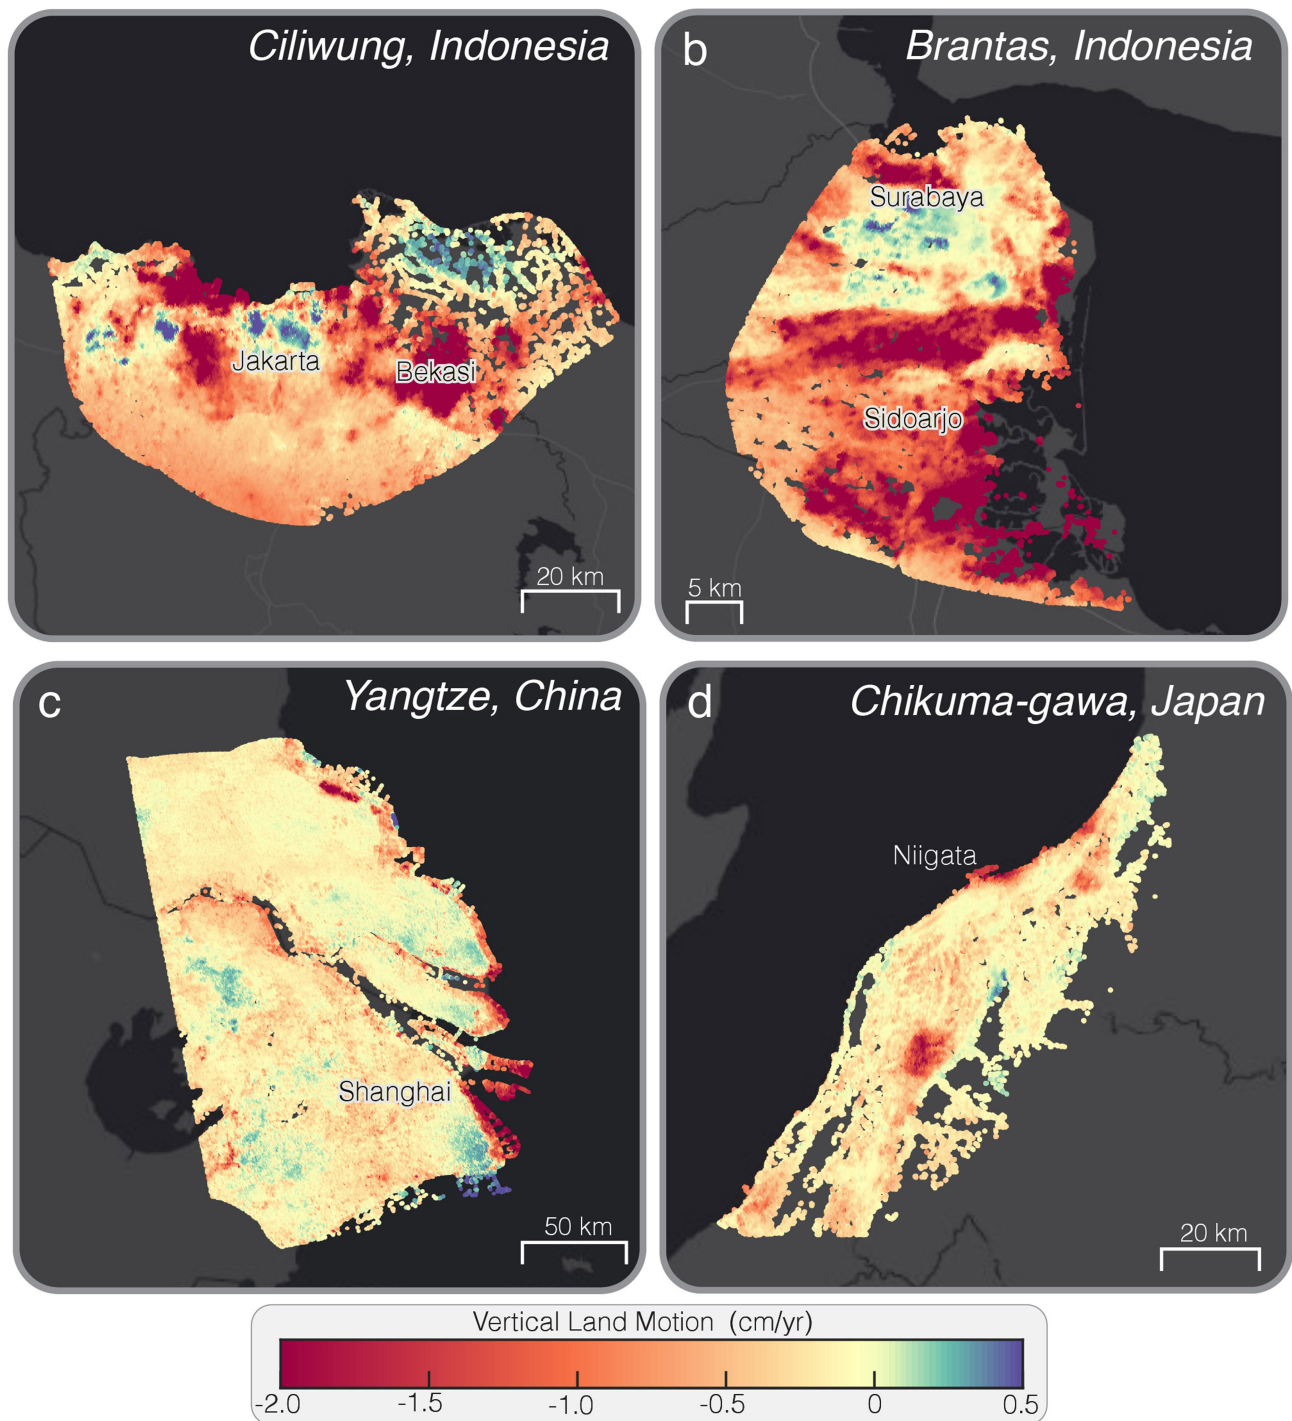 Ciliwung, Indonesia
Jakarta
Bekasi
20 km
b
Brantas, Indonesia
Surabaya
Sidoarjo
5 km
c
Yangtze, China
Shanghai
50 km
d
Chikuma-gawa, Japan
Niigata
20 km
Vertical Land Motion (cm/yr)
-2.0 -1.5 -1.0 -0.5 0 0.5